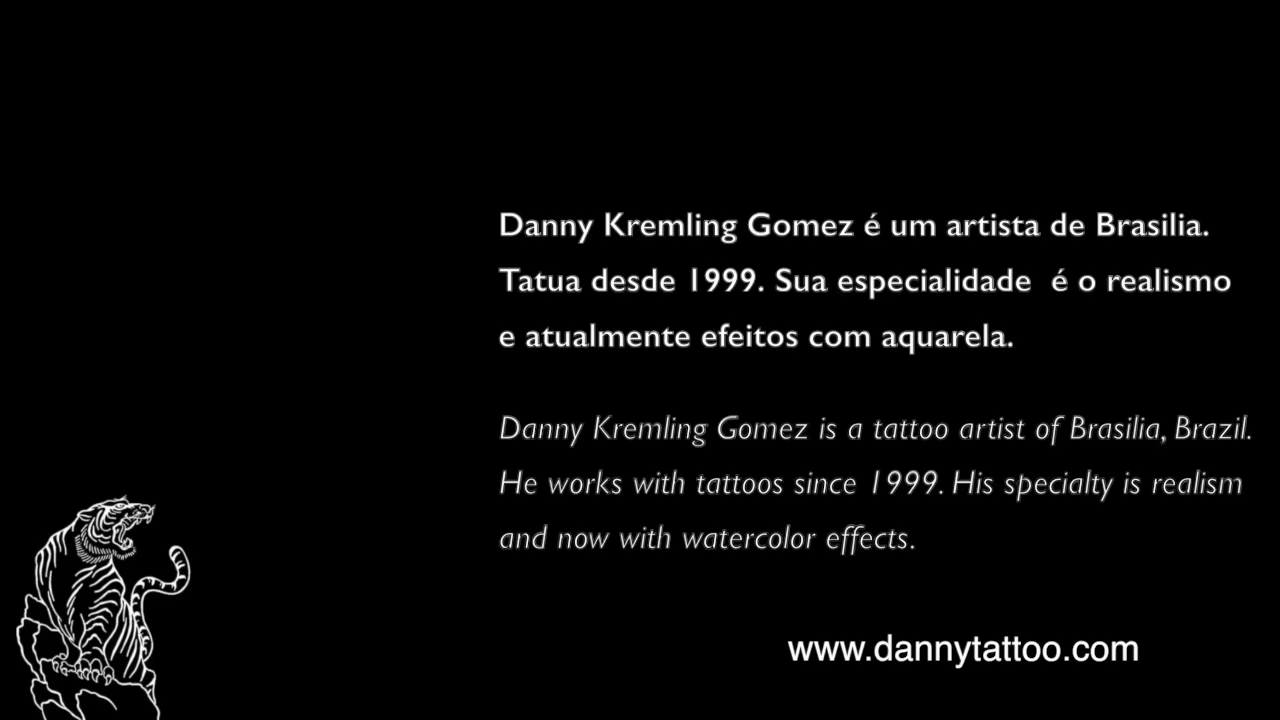 Danny Kremling Gomez é um artista de Brasilia.
Tatua desde 1999. Sua especialidade é o realismo
e atualmente efeitos com aquarela.
Danny Kremling Gomez is a tattoo artist of Brasilia, Brazil.
He works with tattoos since 1999. His specialty is realism
and now with watercolor effects.
www.dannytattoo.com